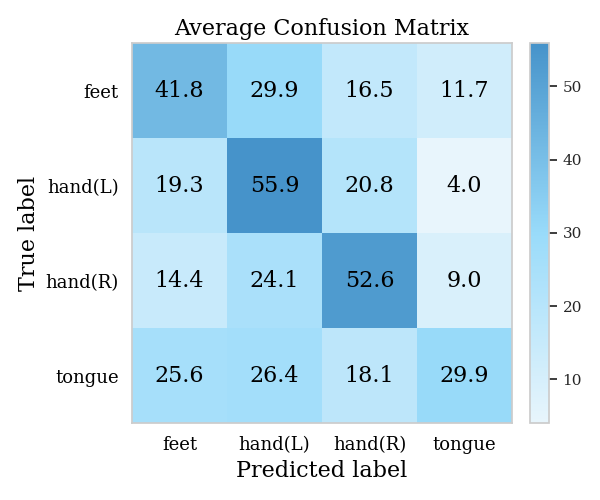 Average Confusion Matrix
True label
feet 41.8 29.9 16.5 11.7
hand(L) 19.3 55.9 20.8 4.0
hand(R) 14.4 24.1 52.6 9.0
tongue 25.6 26.4 18.1 29.9
feet hand(L) hand(R) tongue
Predicted label
50
40
30
20
10